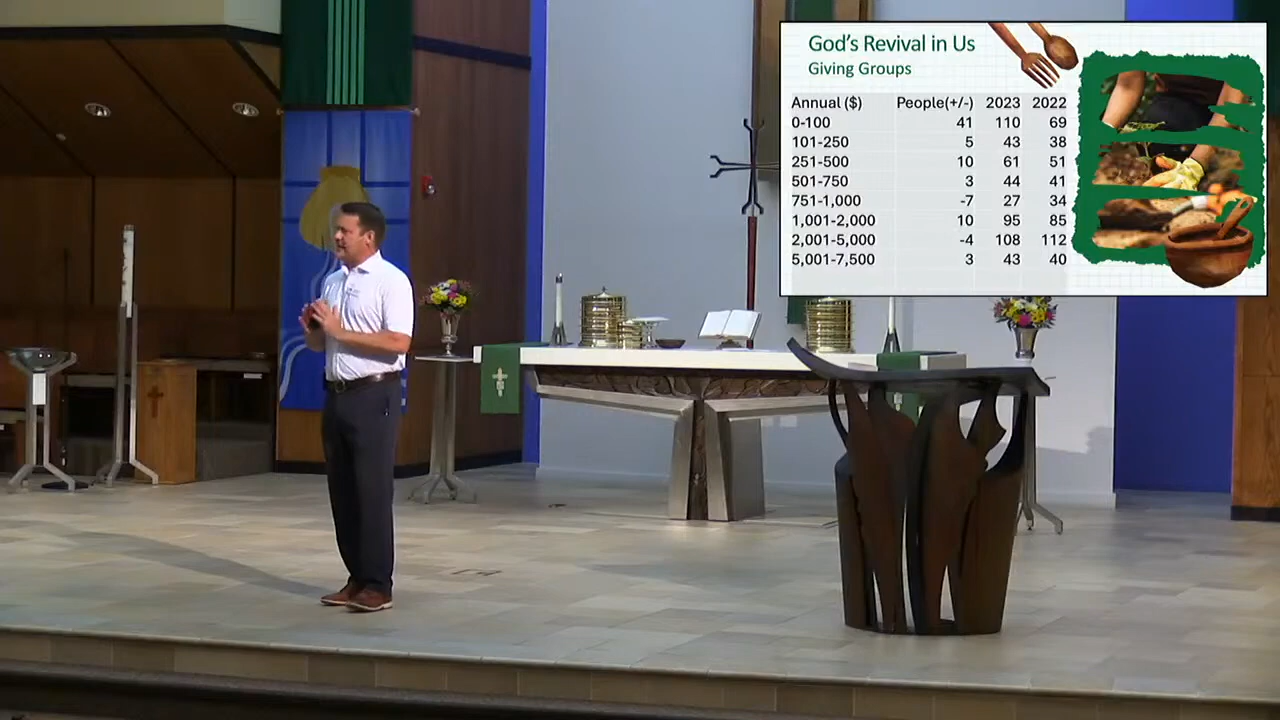 God's Revival in Us
Giving Groups
Annual ($) People(+/-) 2023 2022
0-100 41 110 69
101-250 5 43 38
251-500 10 61 51
501-750 3 44 41
751-1,000 -7 27 34
1,001-2,000 10 95 85
2,001-5,000 -4 108 112
5,001-7,500 3 43 40